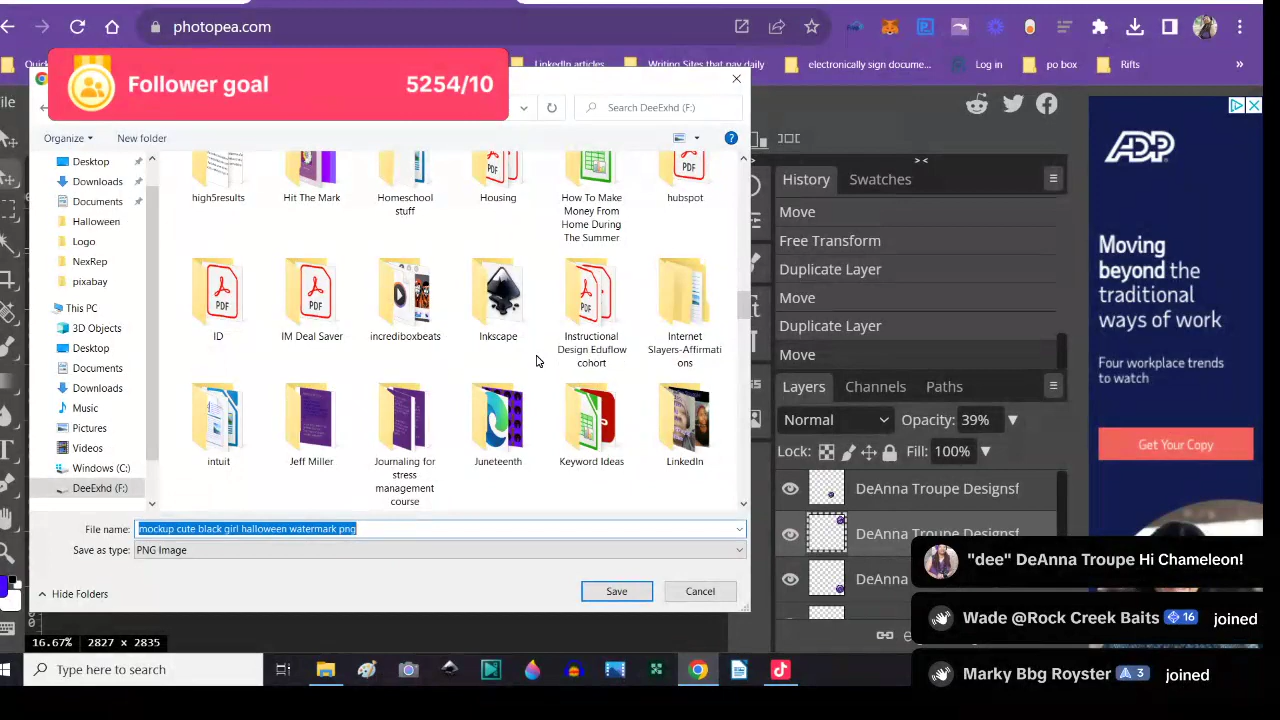 photopea.com
LinkedIn articles
Writing Sites that pay daily
electronically sign docume...
Log in
po box
Rifts
»
Follower goal 5254/10
Search DeeExhd (F:)
Organize
New folder
Desktop
Downloads
Documents
Halloween
Logo
NexRep
pixabay
This PC
3D Objects
Desktop
Documents
Downloads
Music
Pictures
Videos
Windows (C:)
DeeExhd (F:)
high5results
Hit The Mark
Homeschool
stuff
Housing
How To Make
Money From
Home During
The Summer
hubspot
ID
IM Deal Saver
incrediboxbeats
Inkscape
Instructional
Design Eduflow
cohort
Internet
Slayers-Affirmati
ons
intuit
Jeff Miller
Journaling for
stress
management
course
Juneteenth
Keyword Ideas
LinkedIn
File name: mockup cute black girl halloween watermark png
Save as type: PNG Image
Hide Folders
Save
Cancel
16.67% 2827 × 2835
History
Swatches
Move
Free Transform
Duplicate Layer
Move
Duplicate Layer
Move
Layers
Channels
Paths
Normal
Opacity: 39%
Lock:
Fill: 100%
DeAnna Troupe Designsf
DeAnna Troupe Designsf
DeAnna
ADP
Moving
beyond the
traditional
ways of work
Four workplace trends
to watch
Get Your Copy
"dee" DeAnna Troupe Hi Chameleon!
Wade @Rock Creek Baits 16 joined
Marky Bbg Royster 3 joined
Type here to search